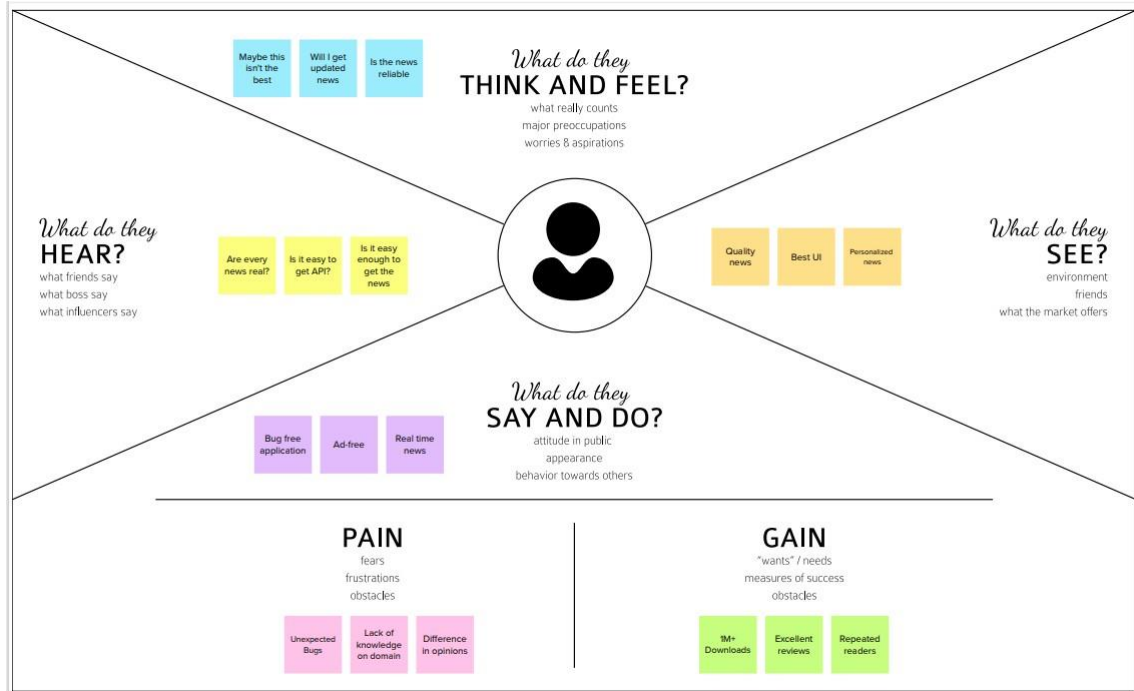 Maybe this
isn't the
best
Will I get
updated
news
Is the news
reliable
What do they
THINK AND FEEL?
what really counts
major preoccupations
worries & aspirations
What do they
HEAR?
what friends say
what boss say
what influencers say
Are every
news real?
Is it easy to
get API?
Is it easy
enough to
get the
news
Quality
news
Best UI
Personalized
news
What do they
SEE?
environment
friends
what the market offers
What do they
SAY AND DO?
attitude in public
appearance
behavior towards others
Bug free
application
Ad-free
Real time
news
PAIN
fears
frustrations
obstacles
Unexpected
Bugs
Lack of
knowledge
on domain
Difference
in opinions
GAIN
"wants" / needs
measures of success
obstacles
1M+
Downloads
Excellent
reviews
Repeated
readers